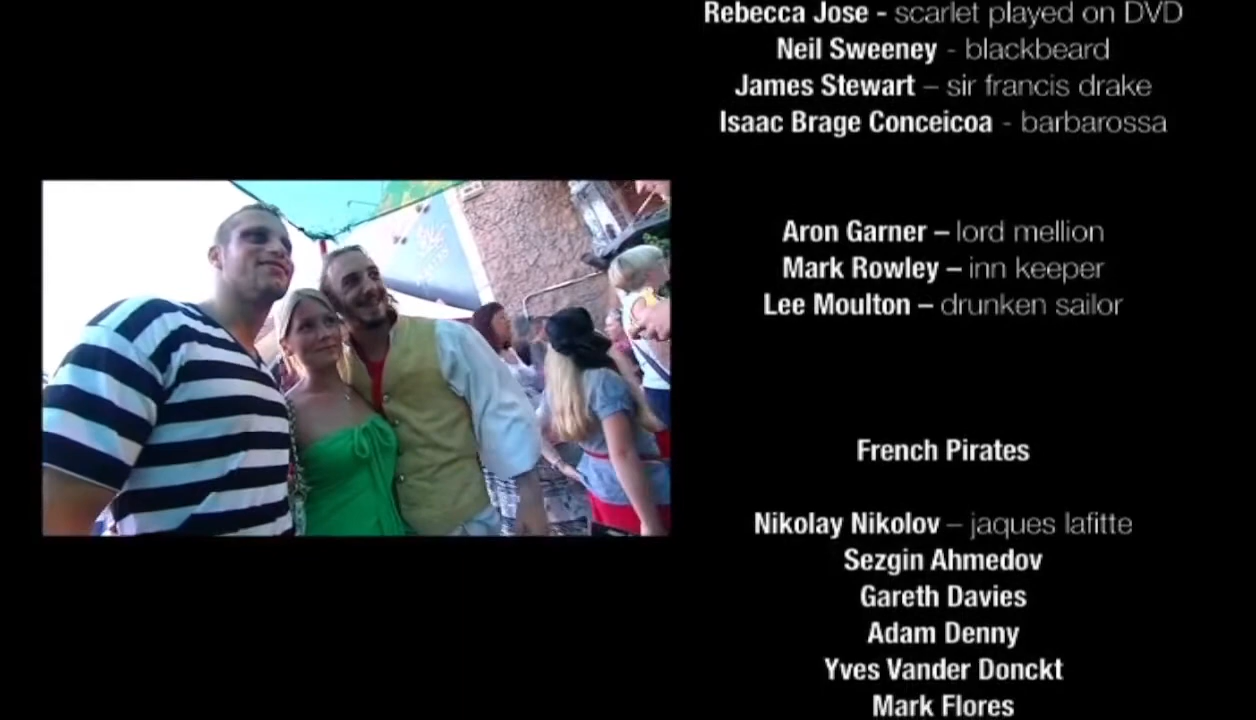 Rebecca Jose - scarlet played on DVD
Neil Sweeney - blackbeard
James Stewart – sir francis drake
Isaac Brage Conceicoa - barbarossa
Aron Garner – lord mellion
Mark Rowley – inn keeper
Lee Moulton – drunken sailor
French Pirates
Nikolay Nikolov – jaques lafitte
Sezgin Ahmedov
Gareth Davies
Adam Denny
Yves Vander Donckt
Mark Flores